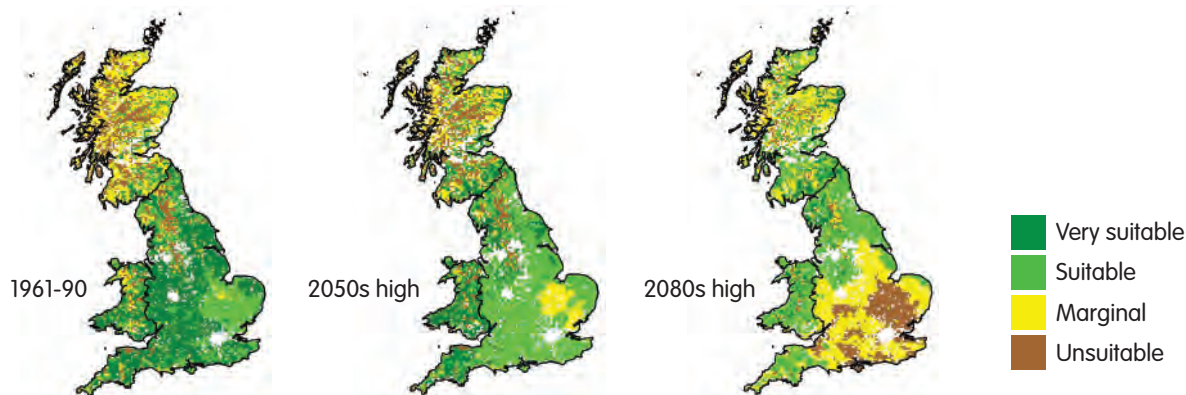 1961-90
2050s high
2080s high
Very suitable
Suitable
Marginal
Unsuitable